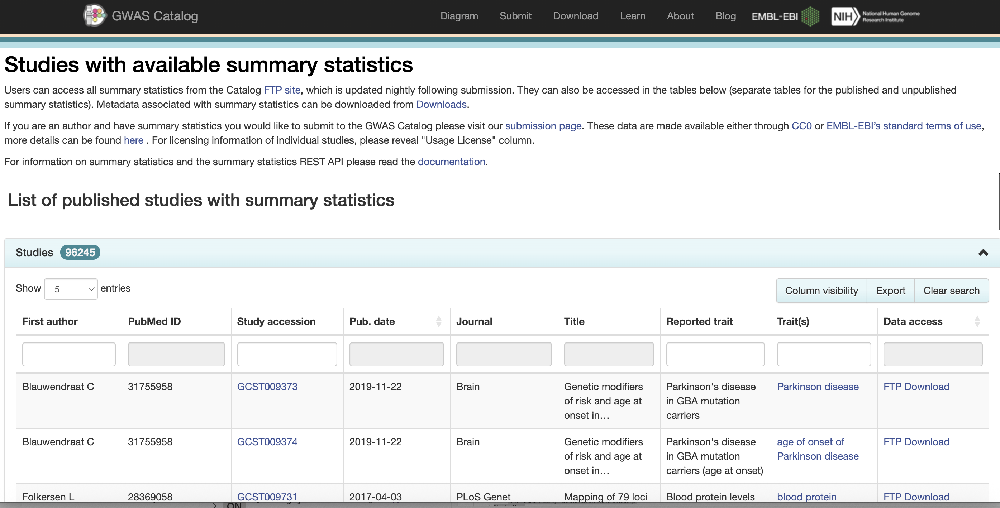 GWAS Catalog
Diagram Submit Download Learn About Blog EMBL-EBI NIH National Human Genome
Research Institute
Studies with available summary statistics
Users can access all summary statistics from the Catalog FTP site, which is updated nightly following submission. They can also be accessed in the tables below (separate tables for the published and unpublished
summary statistics). Metadata associated with summary statistics can be downloaded from Downloads.
If you are an author and have summary statistics you would like to submit to the GWAS Catalog please visit our submission page. These data are made available either through CC0 or EMBL-EBI’s standard terms of use,
more details can be found here . For licensing information of individual studies, please reveal "Usage License" column.
For information on summary statistics and the summary statistics REST API please read the documentation.
List of published studies with summary statistics
Studies 96245
Show 5 entries
Column visibility Export Clear search
First author PubMed ID Study accession Pub. date Journal Title Reported trait Trait(s) Data access
Blauwendraat C 31755958 GCST009373 2019-11-22 Brain Genetic modifiers Parkinson's disease Parkinson disease FTP Download
of risk and age at in GBA mutation
onset in… carriers
Blauwendraat C 31755958 GCST009374 2019-11-22 Brain Genetic modifiers Parkinson's disease age of onset of FTP Download
of risk and age at in GBA mutation Parkinson disease
onset in… carriers (age at onset)
Folkersen L 28369058 GCST009731 2017-04-03 PLoS Genet Mapping of 79 loci Blood protein levels blood protein FTP Download
ON